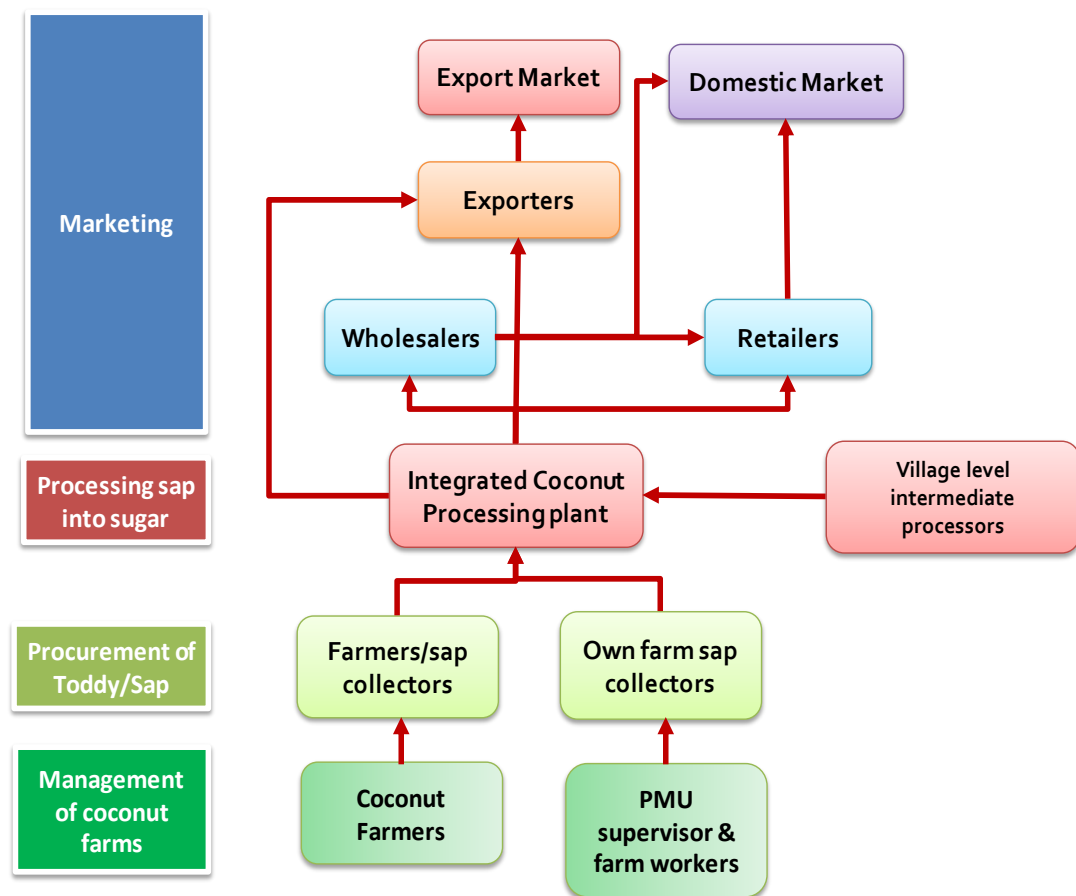 Export Market
Domestic Market
Marketing
Exporters
Wholesalers
Retailers
Processing sap
into sugar
Integrated Coconut
Processing plant
Village level
intermediate
processors
Procurement of
Toddy/Sap
Farmers/sap
collectors
Own farm sap
collectors
Management
of coconut
farms
Coconut
Farmers
PMU
supervisor &
farm workers